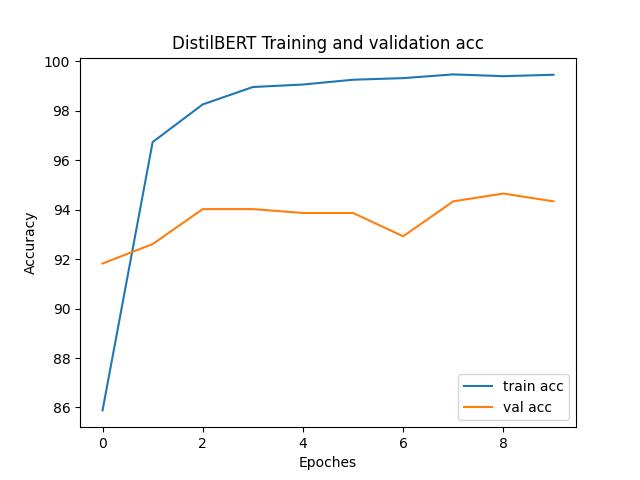 DistilBERT Training and validation acc
100
98
96
94
92
90
88
86
Accuracy
0 2 4 6 8
Epoches
train acc
val acc